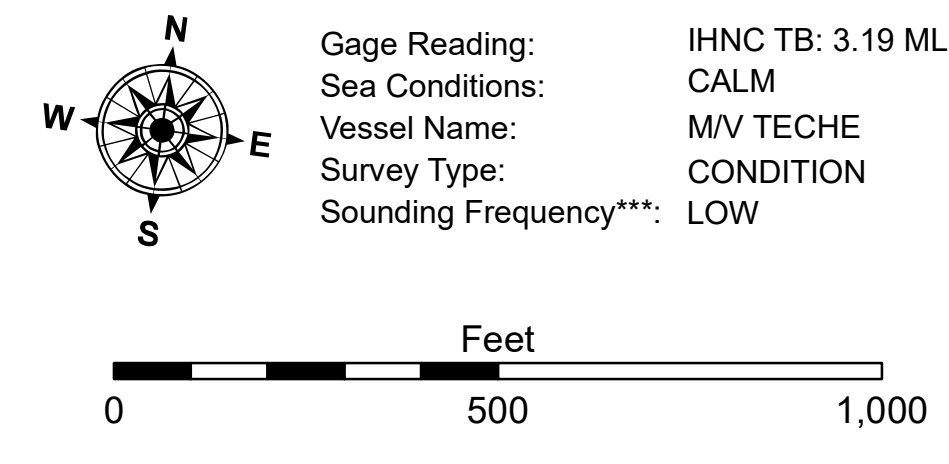 N
W
E
S
Gage Reading: IHNC TB: 3.19 ML
Sea Conditions: CALM
Vessel Name: M/V TECHE
Survey Type: CONDITION
Sounding Frequency***: LOW
Feet
0 500 1,000